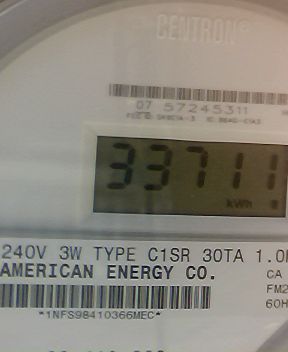 CENTRON®
07 57245311
33711
kWh
240V 3W TYPE C1SR 30TA 1.0
AMERICAN ENERGY CO.
CA
FM2
60H
*1NFS98410366MEC*